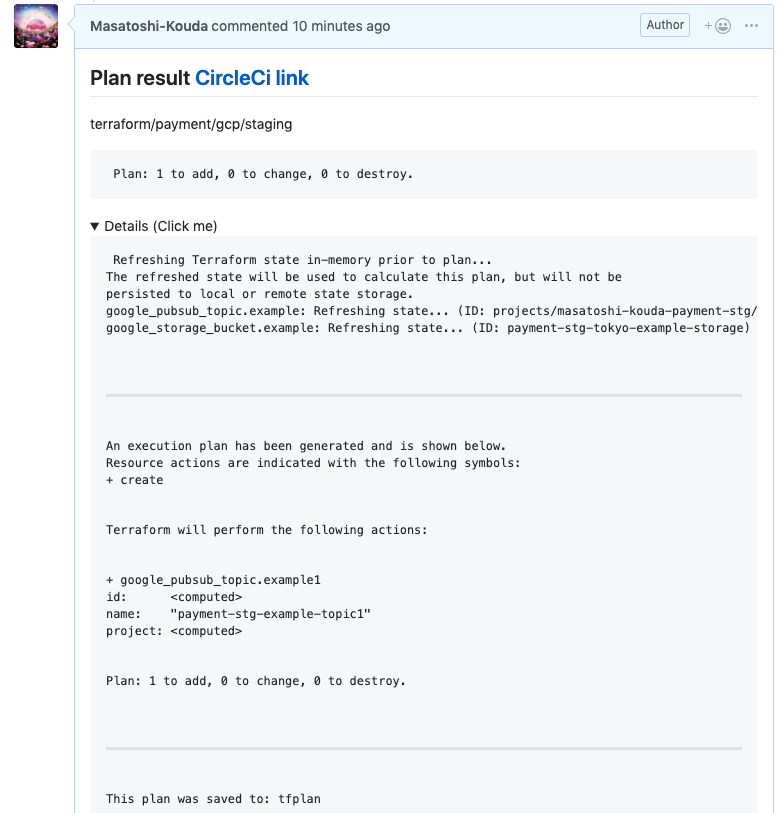 Masatoshi-Kouda commented 10 minutes ago
Author
Plan result CircleCi link
terraform/payment/gcp/staging
Plan: 1 to add, 0 to change, 0 to destroy.
▼ Details (Click me)
Refreshing Terraform state in-memory prior to plan...
The refreshed state will be used to calculate this plan, but will not be
persisted to local or remote state storage.
google_pubsub_topic.example: Refreshing state... (ID: projects/masatoshi-kouda-payment-stg/
google_storage_bucket.example: Refreshing state... (ID: payment-stg-tokyo-example-storage)
An execution plan has been generated and is shown below.
Resource actions are indicated with the following symbols:
+ create
Terraform will perform the following actions:
+ google_pubsub_topic.example1
id:      <computed>
name:    "payment-stg-example-topic1"
project: <computed>
Plan: 1 to add, 0 to change, 0 to destroy.
This plan was saved to: tfplan